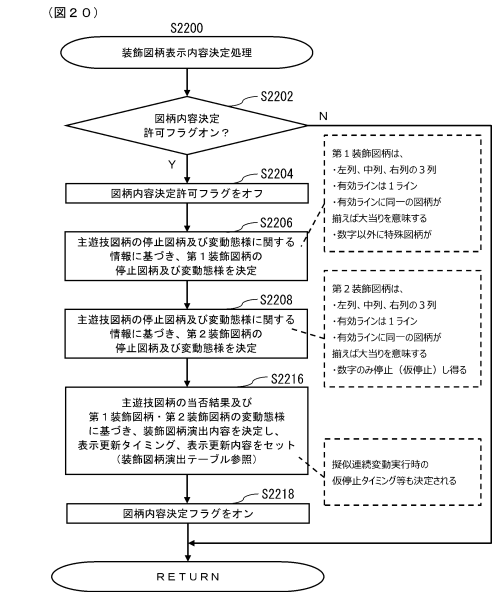 （図２０）
S2200
装飾図柄表示内容決定処理
S2202
図柄内容決定
許可フラグオン？
N
Y
S2204
図柄内容決定許可フラグをオフ
S2206
主遊技図柄の停止図柄及び変動態様に関する
情報に基づき、第１装飾図柄の
停止図柄及び変動態様を決定
第１装飾図柄は、
・左列、中列、右列の３列
・有効ラインは１ライン
・有効ラインに同一の図柄が
揃えば大当りを意味する
・数字以外に特殊図柄が
S2208
主遊技図柄の停止図柄及び変動態様に関する
情報に基づき、第２装飾図柄の
停止図柄及び変動態様を決定
第２装飾図柄は、
・左列、中列、右列の３列
・有効ラインは１ライン
・有効ラインに同一の図柄が
揃えば大当りを意味する
・数字のみ停止（仮停止）し得る
S2216
主遊技図柄の当否結果及び
第１装飾図柄・第２装飾図柄の変動態様
に基づき、装飾図柄演出内容を決定し、
表示更新タイミング、表示更新内容をセット
（装飾図柄演出テーブル参照）
擬似連続変動実行時の
仮停止タイミング等も決定される
S2218
図柄内容決定フラグをオン
ＲＥＴＵＲＮ